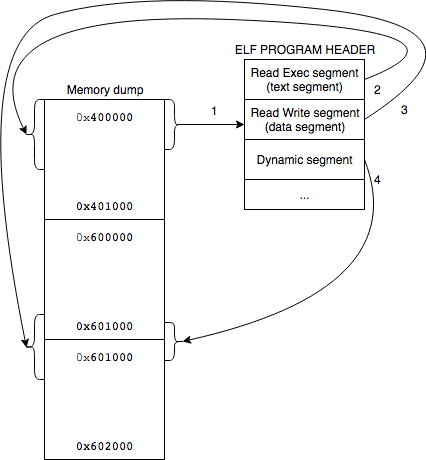 ELF PROGRAM HEADER
Read Exec segment
(text segment)
2
Memory dump
0x400000
1
Read Write segment
(data segment)
3
Dynamic segment
4
...
0x401000
0x600000
0x601000
0x601000
0x602000